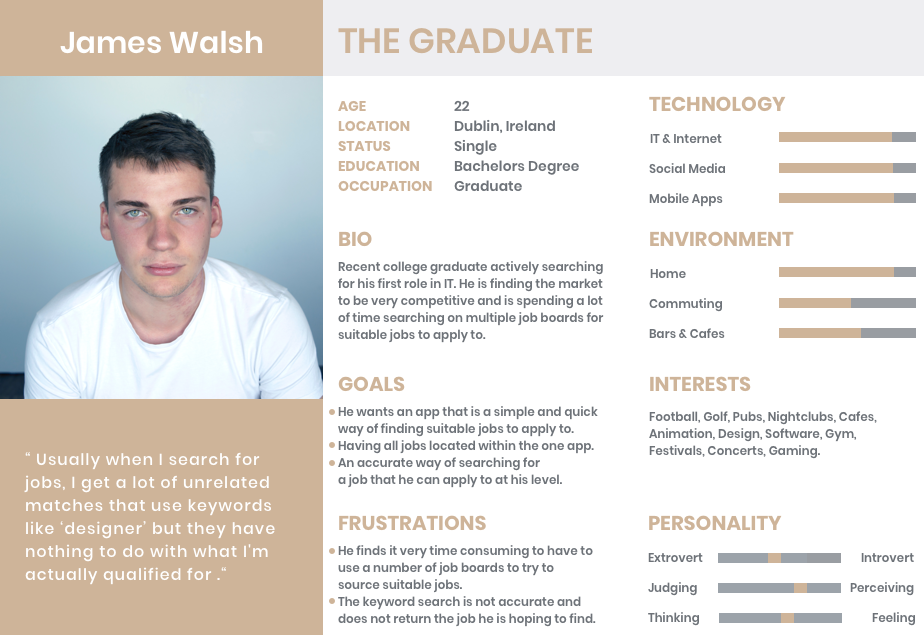 James Walsh
THE GRADUATE
AGE 22
LOCATION Dublin, Ireland
STATUS Single
EDUCATION Bachelors Degree
OCCUPATION Graduate
BIO
Recent college graduate actively searching
for his first role in IT. He is finding the market
to be very competitive and is spending a lot
of time searching on multiple job boards for
suitable jobs to apply to.
GOALS
He wants an app that is a simple and quick
way of finding suitable jobs to apply to.
Having all jobs located within the one app.
An accurate way of searching for
a job that he can apply to at his level.
FRUSTRATIONS
He finds it very time consuming to have to
use a number of job boards to try to
source suitable jobs.
The keyword search is not accurate and
does not return the job he is hoping to find.
“ Usually when I search for
jobs, I get a lot of unrelated
matches that use keywords
like ‘designer’ but they have
nothing to do with what I’m
actually qualified for .“
TECHNOLOGY
IT & Internet
Social Media
Mobile Apps
ENVIRONMENT
Home
Commuting
Bars & Cafes
INTERESTS
Football, Golf, Pubs, Nightclubs, Cafes,
Animation, Design, Software, Gym,
Festivals, Concerts, Gaming.
PERSONALITY
Extrovert Introvert
Judging Perceiving
Thinking Feeling